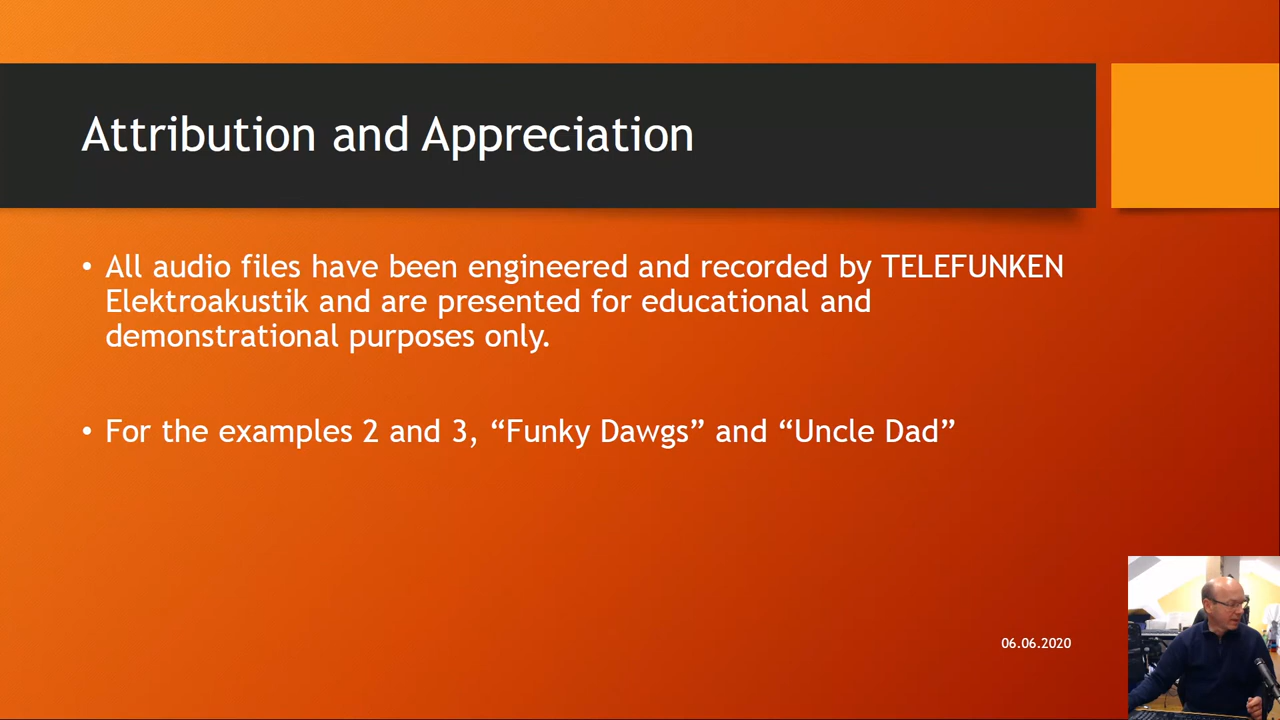 Attribution and Appreciation
• All audio files have been engineered and recorded by TELEFUNKEN
Elektroakustik and are presented for educational and
demonstrational purposes only.
• For the examples 2 and 3, “Funky Dawgs” and “Uncle Dad”
06.06.2020